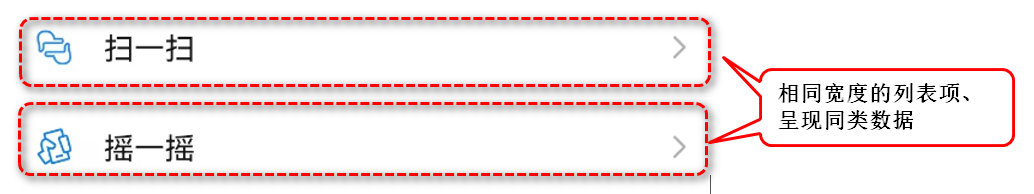 扫一扫
相同宽度的列表项、
呈现同类数据
摇一摇